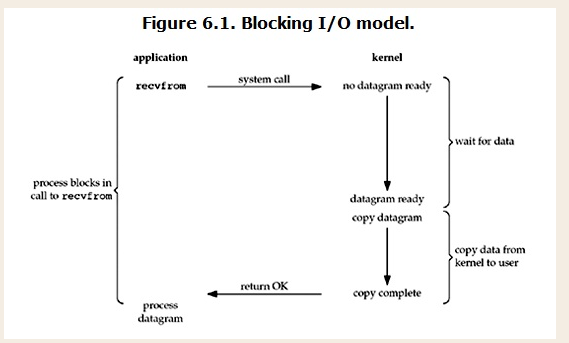 Figure 6.1. Blocking I/O model.
application
kernel
recvfrom
system call
no datagram ready
wait for data
process blocks in
call to recvfrom
datagram ready
copy datagram
copy data from
kernel to user
return OK
copy complete
process
datagram